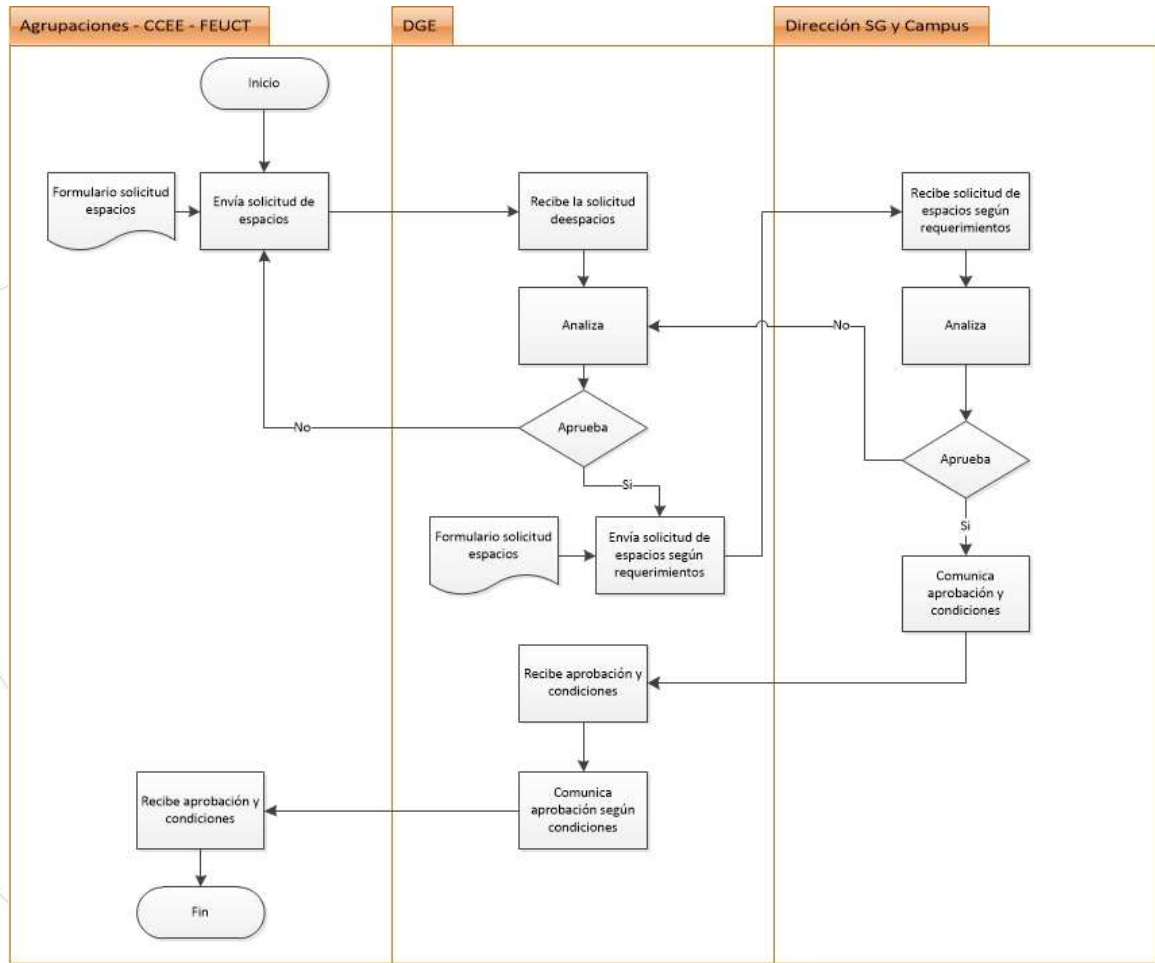 Agrupaciones - CCEE - FEUCT
DGE
Dirección SG y Campus
Inicio
Formulario solicitud
espacios
Envía solicitud de
espacios
Recibe la solicitud
deespacios
Recibe solicitud de
espacios según
requerimientos
Analiza
No
Analiza
No
Aprueba
Aprueba
Si
Formulario solicitud
espacios
Envía solicitud de
espacios según
requerimientos
Si
Comunica
aprobación y
condiciones
Recibe aprobación y
condiciones
Recibe aprobación y
condiciones
Comunica
aprobación según
condiciones
Fin